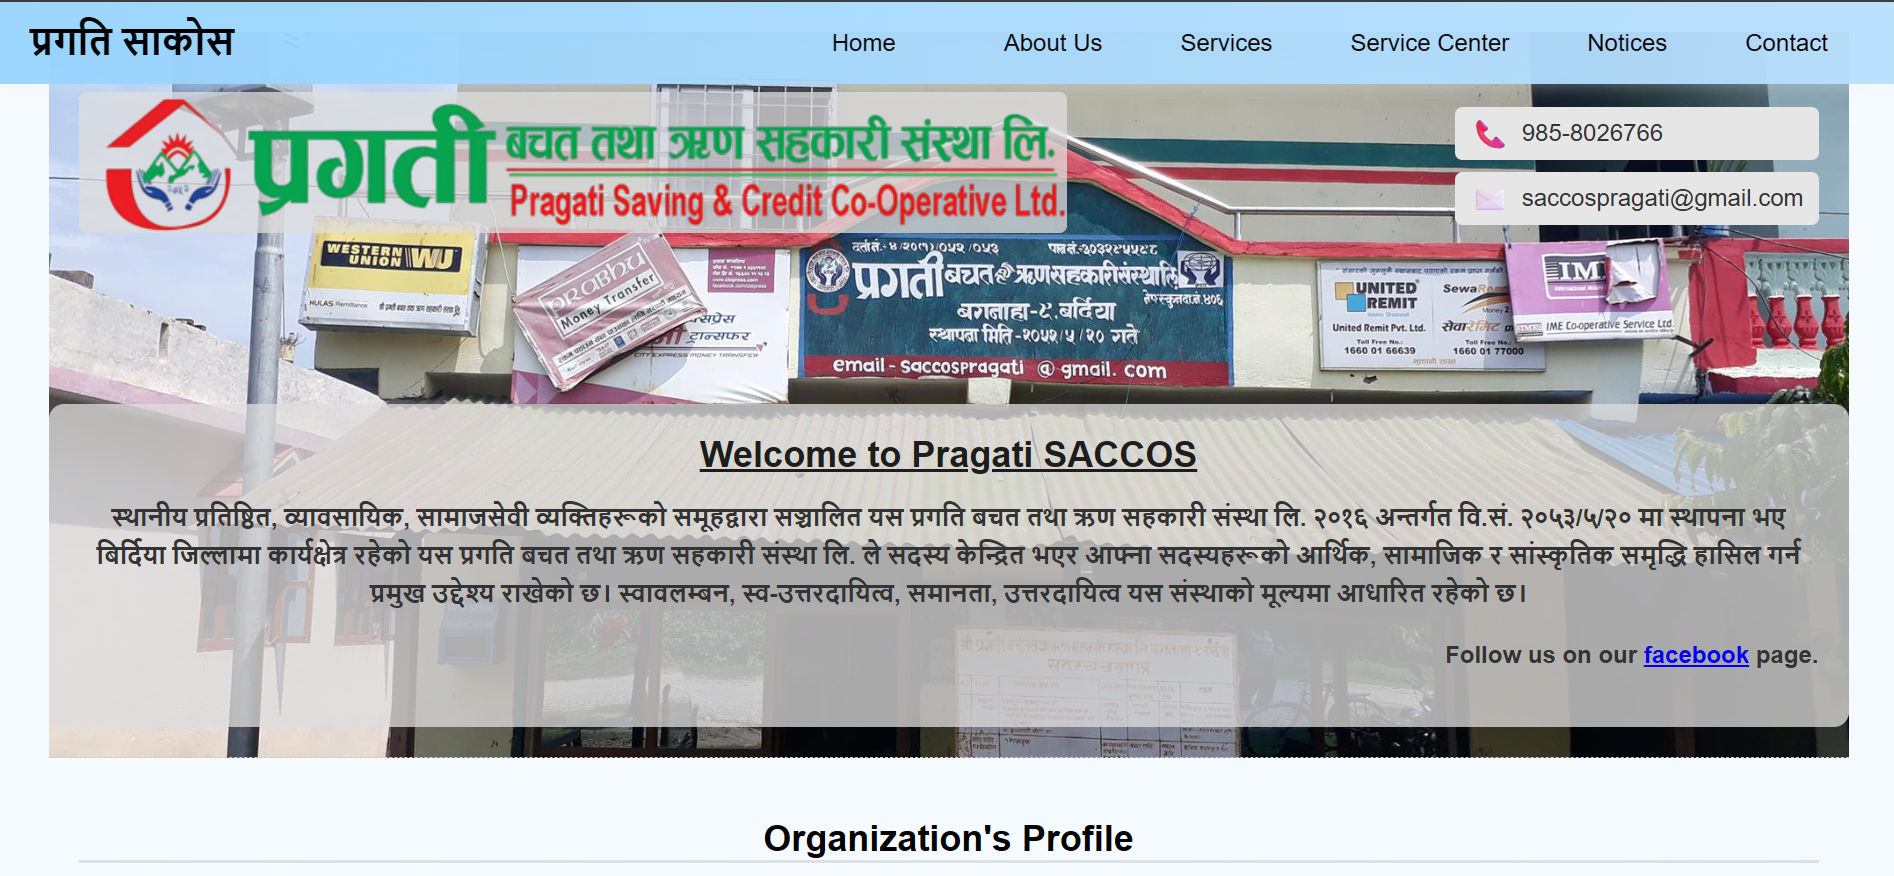 प्रगति साकोस
Home
About Us
Services
Service Center
Notices
Contact
प्रगती
बचत तथा ऋण सहकारी संस्था लि.
Pragati Saving & Credit Co-Operative Ltd.
985-8026766
saccospragati@gmail.com
WESTERN
UNION
WU
HULAS Remittance
PRABHU
Money Transfer
क्सप्रेस
ट्रान्सफर
CITY EXPRESS MONEY TRANSFER
प्रगती बचत तथा ऋण सहकारी संस्था लि
बगनाहा-९, बर्दिया
स्थापना मिति-२०५२/५/२० गते
email-saccospragati @ gmail. com
UNITED
REMIT
United Remit Pvt. Ltd.
Toll Free No.:
1660 01 66639
Sewa
Money
सेवा रेमिट
Toll Free No.:
1660 01 77000
IM
IME Co-operative Service Ltd.
Welcome to Pragati SACCOS
स्थानीय प्रतिष्ठित, व्यावसायिक, सामाजसेवी व्यक्तिहरूको समूहद्वारा सञ्चालित यस प्रगति बचत तथा ऋण सहकारी संस्था लि. २०१६ अन्तर्गत वि.सं. २०५३/५/२० मा स्थापना भए
बिर्दिया जिल्लामा कार्यक्षेत्र रहेको यस प्रगति बचत तथा ऋण सहकारी संस्था लि. ले सदस्य केन्द्रित भएर आफ्ना सदस्यहरूको आर्थिक, सामाजिक र सांस्कृतिक समृद्धि हासिल गर्न
प्रमुख उद्देश्य राखेको छ। स्वावलम्बन, स्व-उत्तरदायित्व, समानता, उत्तरदायित्व यस संस्थाको मूल्यमा आधारित रहेको छ।
Follow us on our facebook page.
Organization's Profile